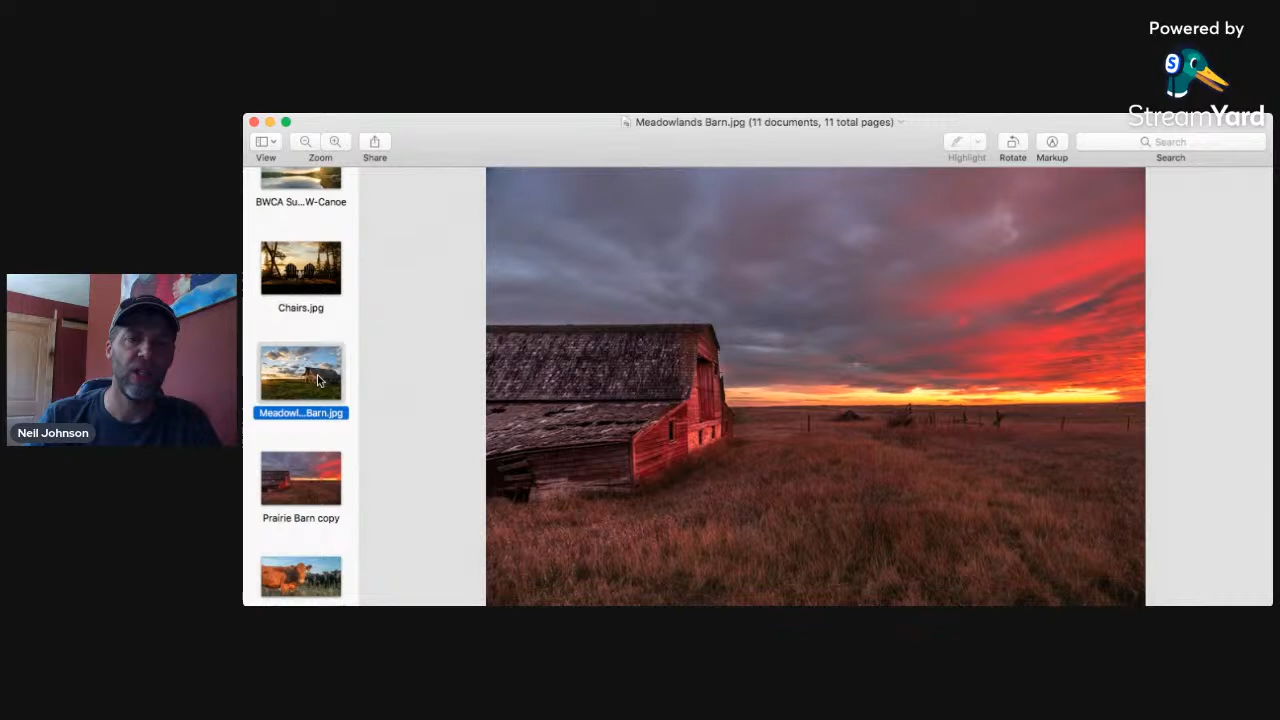 Powered by
S
StreamYard
Meadowlands Barn.jpg (11 documents, 11 total pages)
View
Zoom
Share
Highlight
Rotate
Markup
Search
Search
BWCA Su...W-Canoe
Chairs.jpg
Meadowl...Barn.jpg
Prairie Barn copy
Neil Johnson